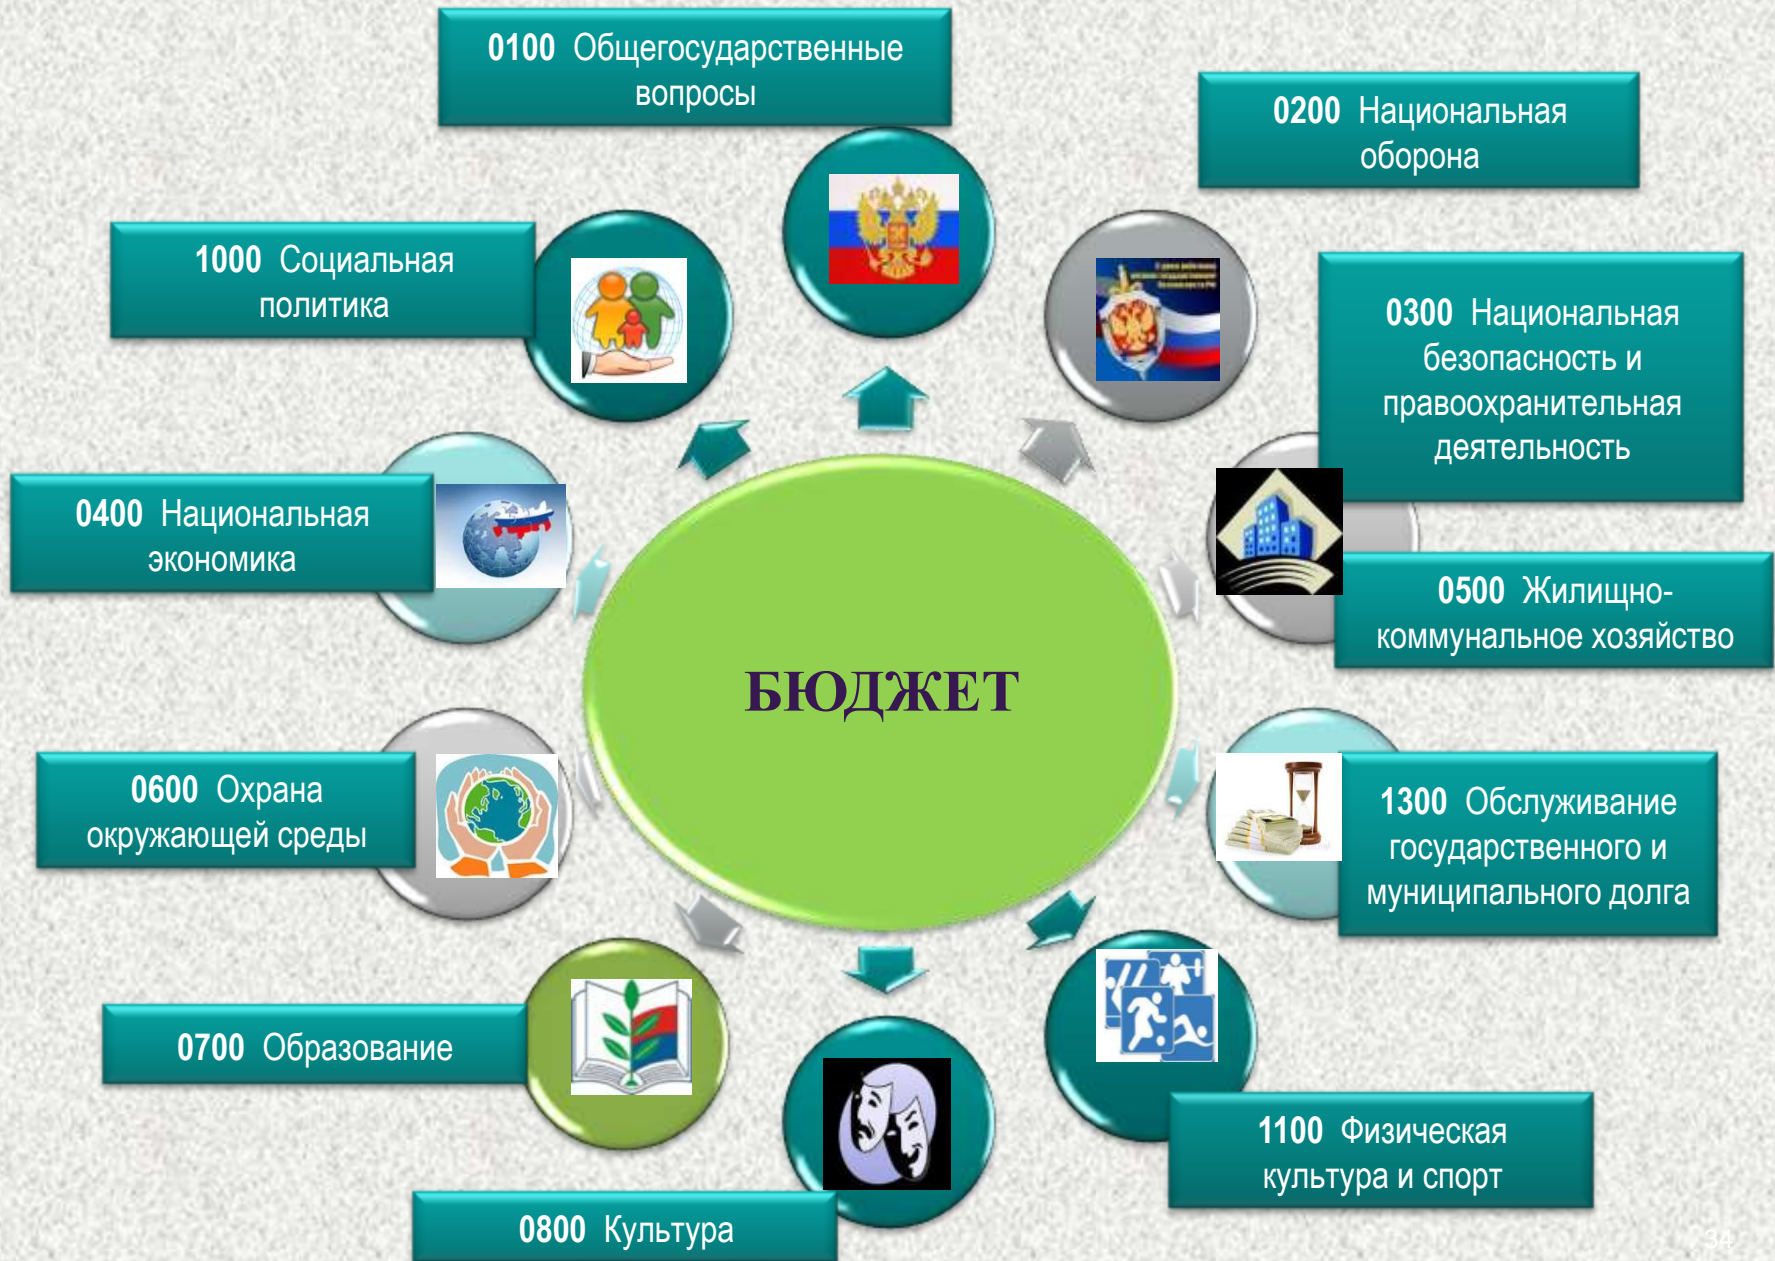 0100 Общегосударственные
вопросы
0200 Национальная
оборона
1000 Социальная
политика
0300 Национальная
безопасность и
правоохранительная
деятельность
0400 Национальная
экономика
0500 Жилищно-
коммунальное хозяйство
БЮДЖЕТ
0600 Охрана
окружающей среды
1300 Обслуживание
государственного и
муниципального долга
0700 Образование
1100 Физическая
культура и спорт
0800 Культура
34